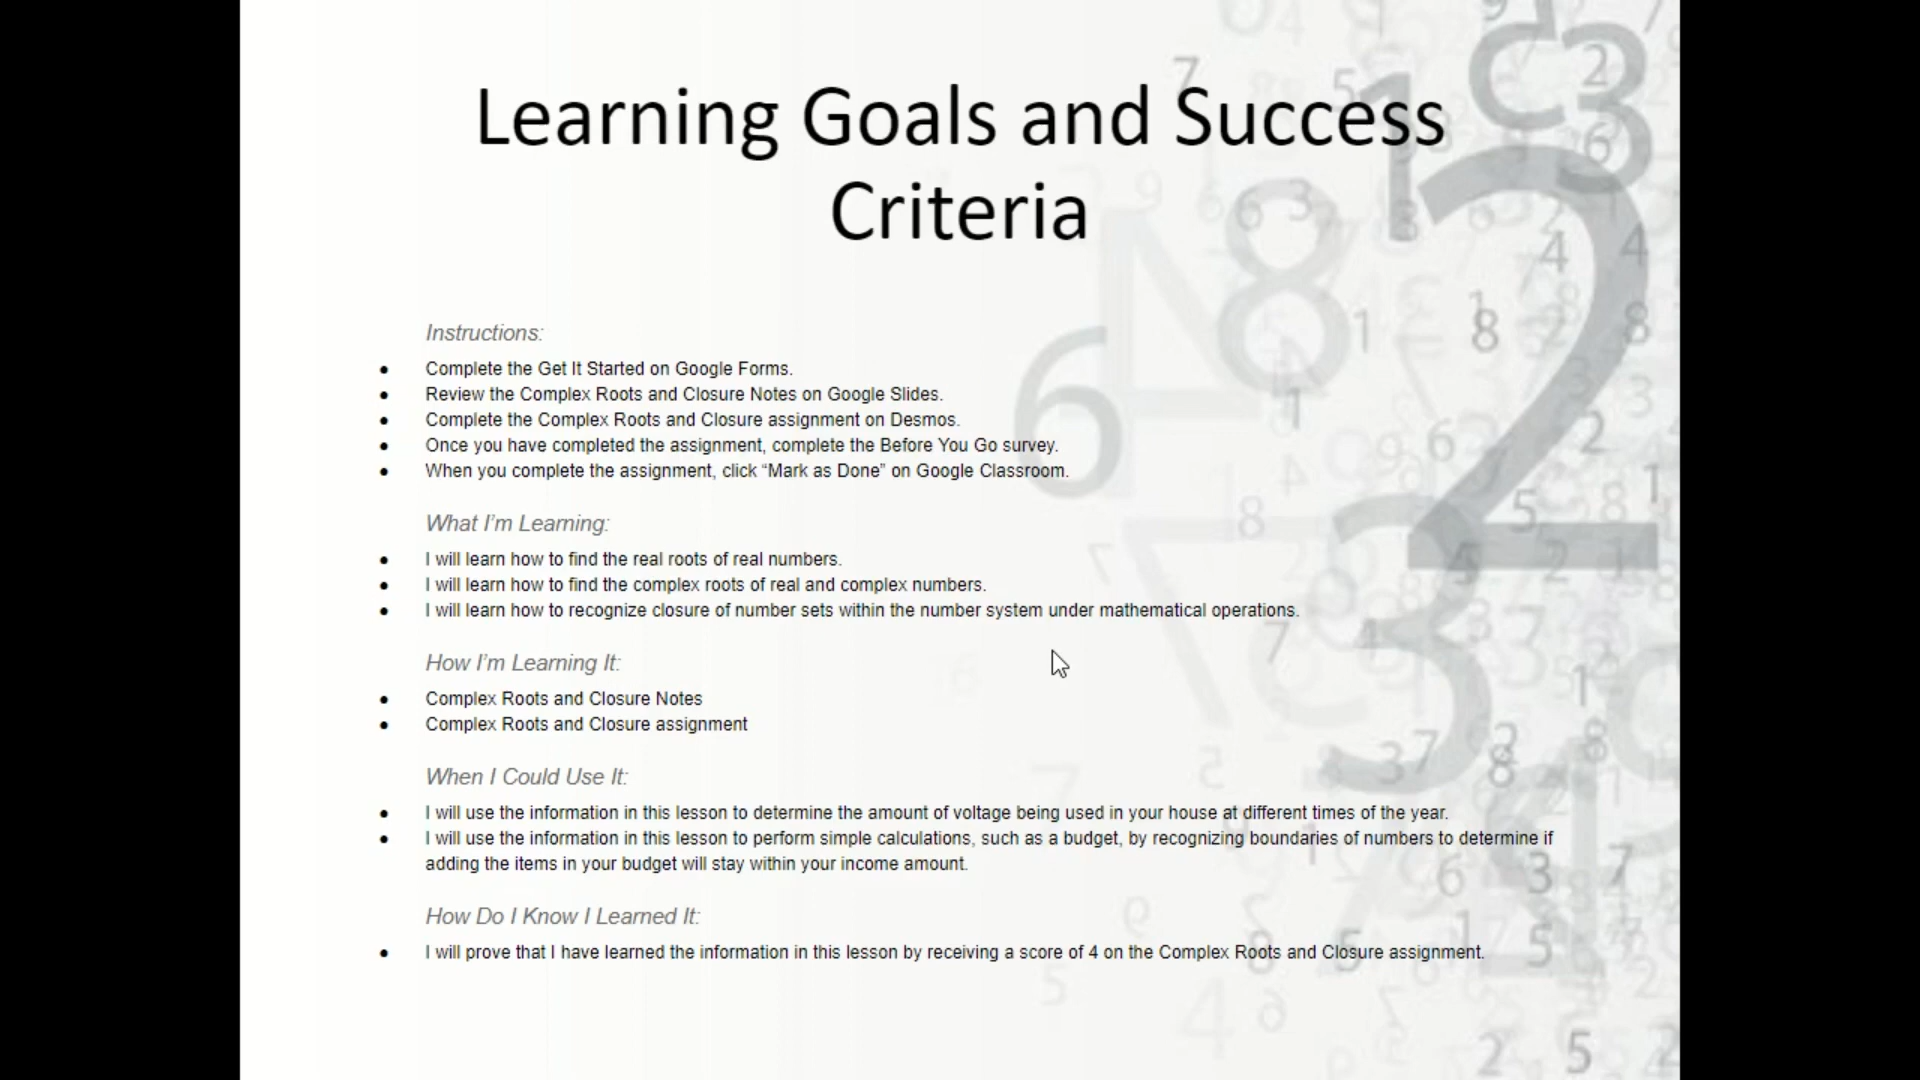 Learning Goals and Success
Criteria
Instructions:
● Complete the Get It Started on Google Forms.
● Review the Complex Roots and Closure Notes on Google Slides.
● Complete the Complex Roots and Closure assignment on Desmos.
● Once you have completed the assignment, complete the Before You Go survey.
● When you complete the assignment, click “Mark as Done” on Google Classroom.
What I’m Learning:
● I will learn how to find the real roots of real numbers.
● I will learn how to find the complex roots of real and complex numbers.
● I will learn how to recognize closure of number sets within the number system under mathematical operations.
How I’m Learning It:
● Complex Roots and Closure Notes
● Complex Roots and Closure assignment
When I Could Use It:
● I will use the information in this lesson to determine the amount of voltage being used in your house at different times of the year.
● I will use the information in this lesson to perform simple calculations, such as a budget, by recognizing boundaries of numbers to determine if
adding the items in your budget will stay within your income amount.
How Do I Know I Learned It:
● I will prove that I have learned the information in this lesson by receiving a score of 4 on the Complex Roots and Closure assignment.